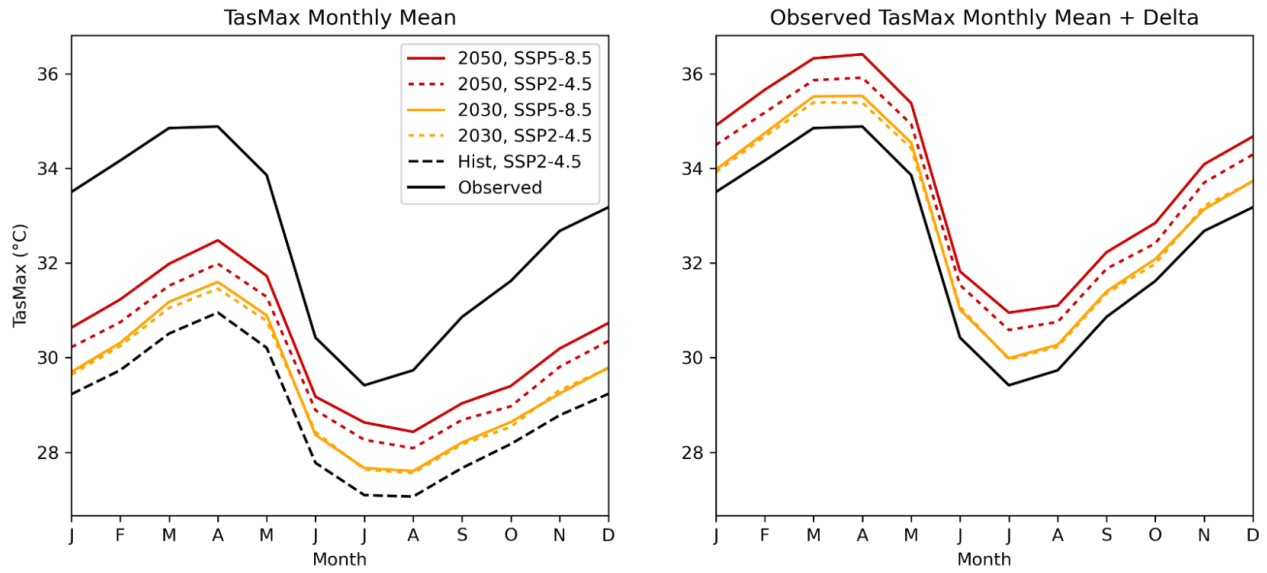 TasMax Monthly Mean
TasMax (°C)
36
34
32
30
28
2050, SSP5-8.5
2050, SSP2-4.5
2030, SSP5-8.5
2030, SSP2-4.5
Hist, SSP2-4.5
Observed
J F M A M J J A S O N D
Month
Observed TasMax Monthly Mean + Delta
36
34
32
30
28
J F M A M J J A S O N D
Month